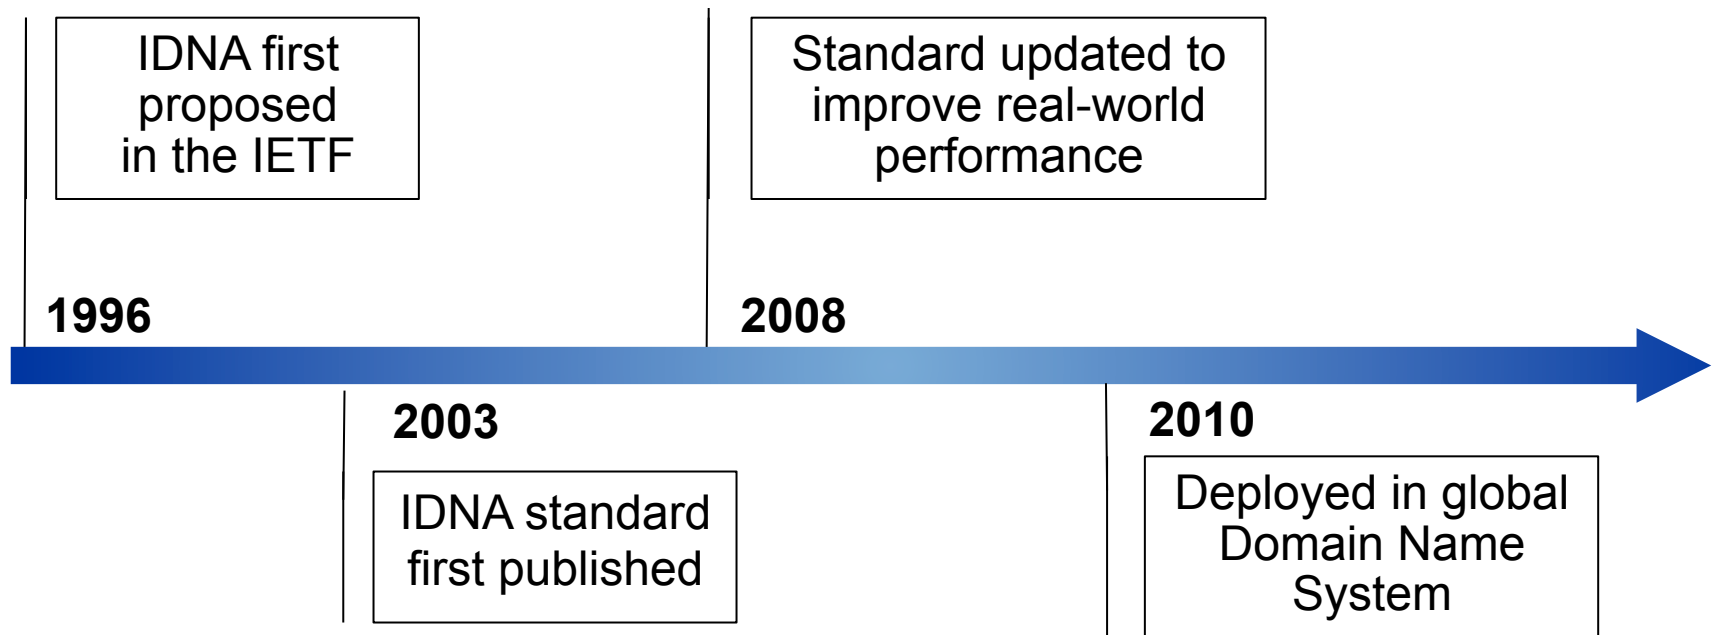 IDNA first
proposed
in the IETF
Standard updated to
improve real-world
performance
1996
2008
2003
2010
IDNA standard
first published
Deployed in global
Domain Name
System